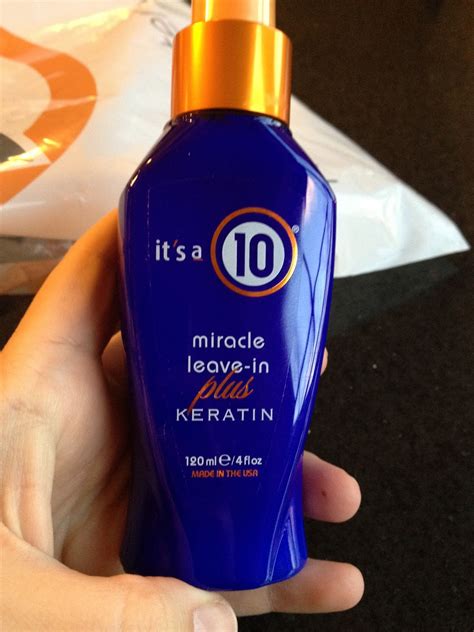 it's a 10®
miracle
leave-in
plus
KERATIN
120 ml ℮/4 fl oz
MADE IN THE USA